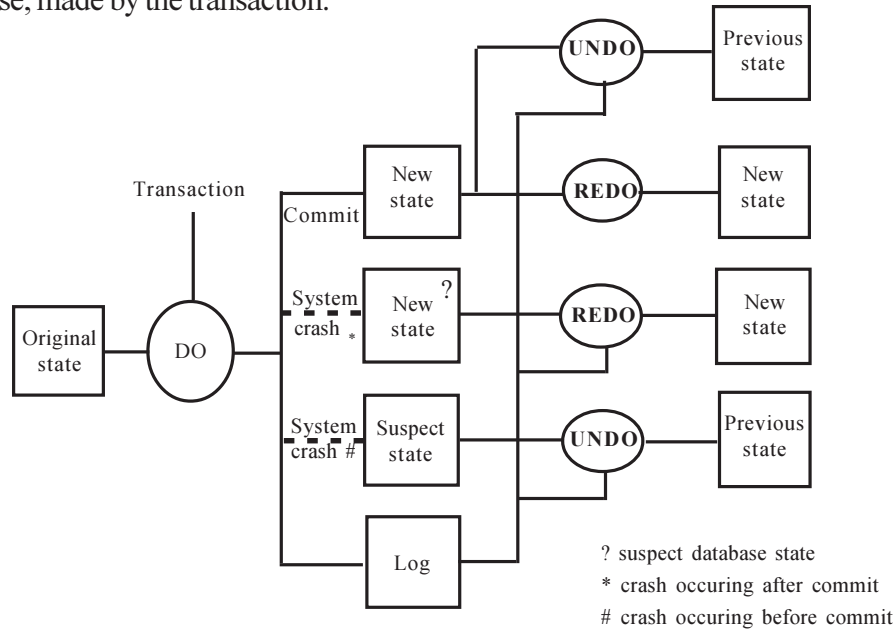 se, made by the transaction.
UNDO
Previous
state
New
state
REDO
New
state
Transaction
Commit
System
crash *
New ?
state
REDO
New
state
Original
state
DO
System
crash #
Suspect
state
UNDO
Previous
state
Log
? suspect database state
* crash occuring after commit
# crash occuring before commit